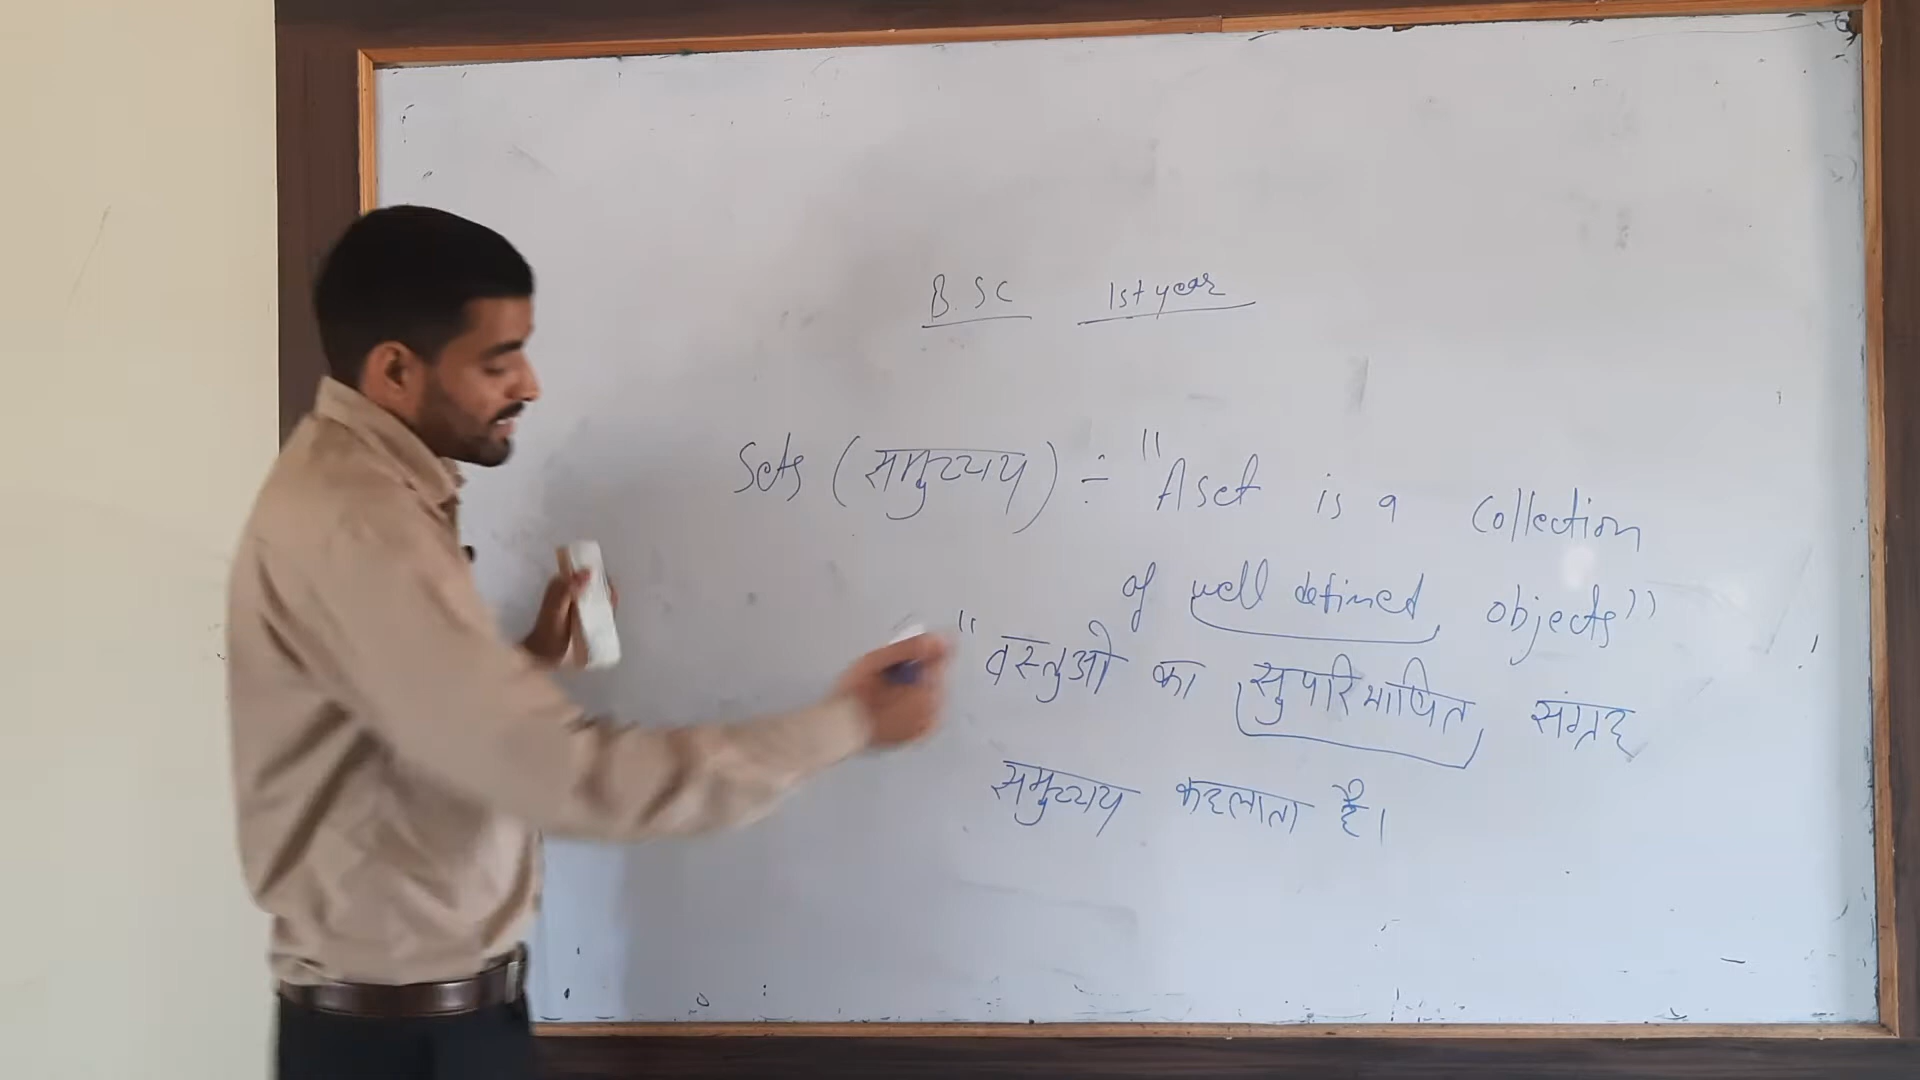 B.SC 1st year
Sets (समुच्चय) ÷ "A set is a collection
of well defined objects"
"वस्तुओ का सुपरिभाषित संग्रह
समुच्चय कहलाता है।